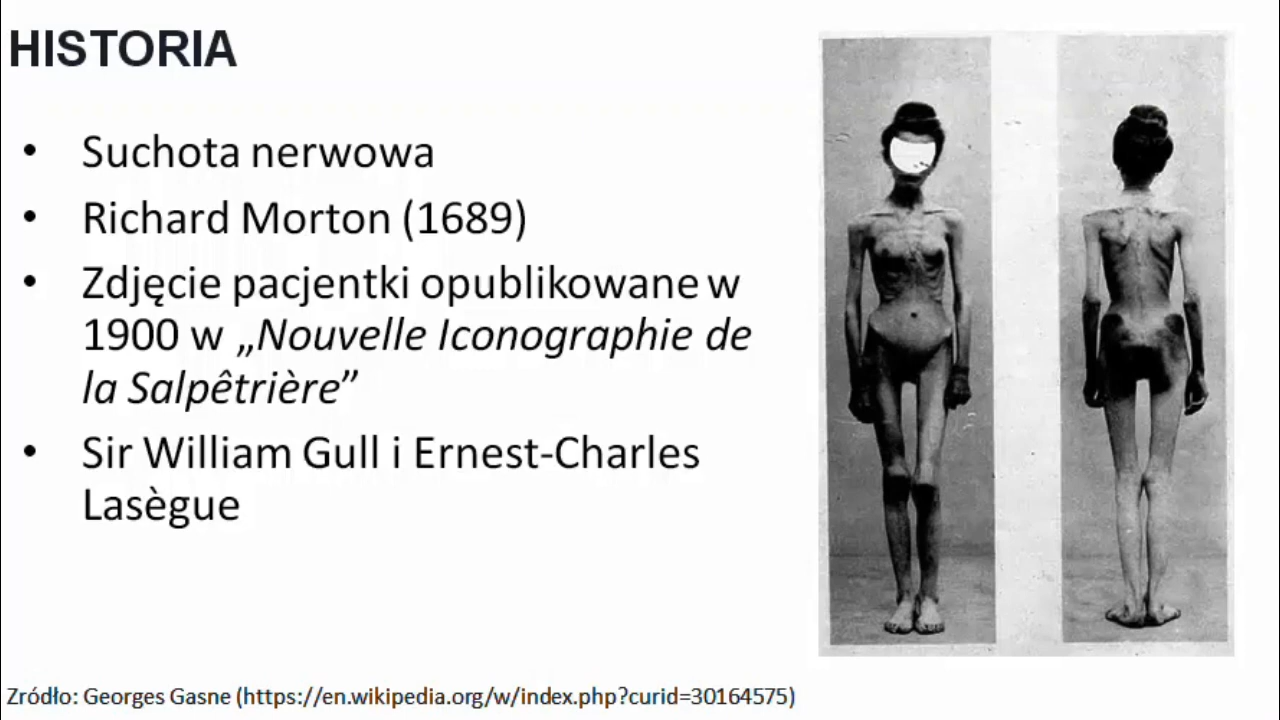 HISTORIA
• Suchota nerwowa
• Richard Morton (1689)
• Zdjęcie pacjentki opublikowane w
1900 w „Nouvelle Iconographie de
la Salpêtrière”
• Sir William Gull i Ernest-Charles
Lasègue
Zródło: Georges Gasne (https://en.wikipedia.org/w/index.php?curid=30164575)